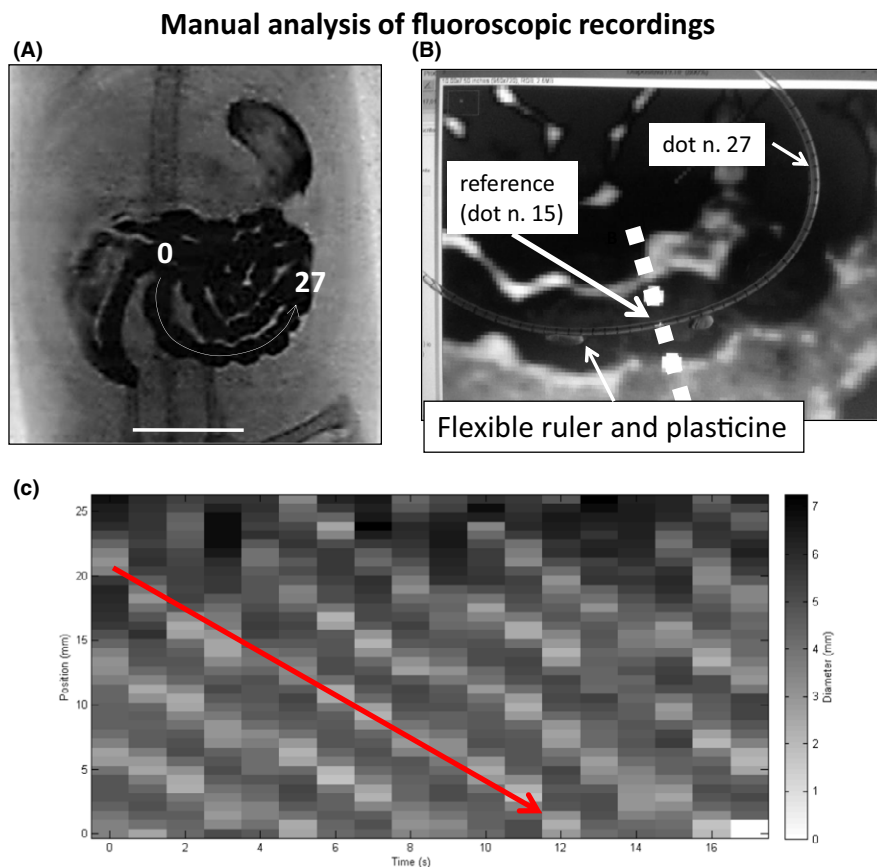 Manual analysis of fluoroscopic recordings
(A)
(B)
0
27
dot n. 27
reference
(dot n. 15)
Flexible ruler and plasticine
(c)
25
20
15
10
5
0
Position (mm)
0 2 4 6 8 10 12 14 16
Time (s)
7
6
5
4
3
2
1
0
Diameter (mm)